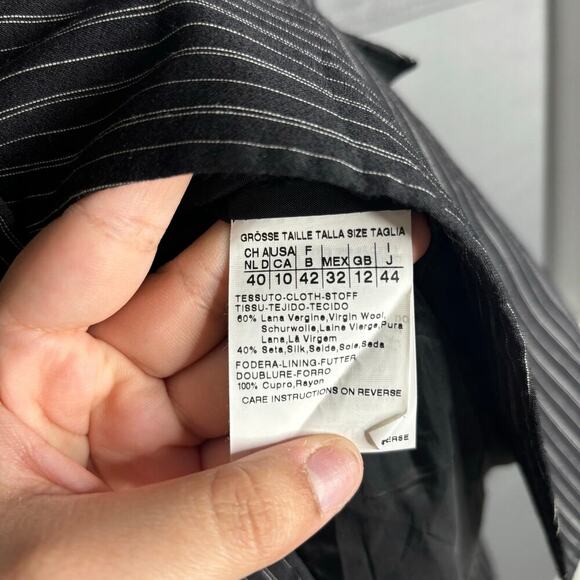 GRÖSSE TAILLE TALLA SIZE TAGLIA
CH A USA F I
NL D CA B MEX GB J
40 10 42 32 12 44
TESSUTO-CLOTH-STOFF
TISSU-TEJIDO-TECIDO
60% Lana Vergine,Virgin Wool,
Schurwolle,Laine Vierge,Pura
Lana,Lã Virgem
40% Seta,Silk,Seide,Soie,Seda
FODERA-LINING-FUTTER
DOUBLURE-FORRO
100% Cupro,Rayon
CARE INSTRUCTIONS ON REVERSE